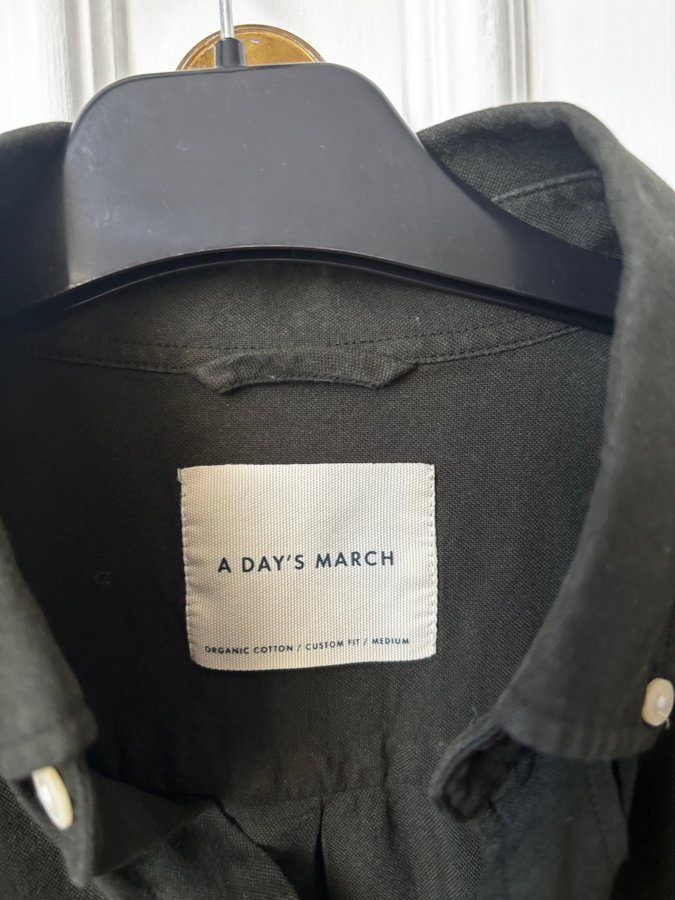 A DAY'S MARCH
ORGANIC COTTON / CUSTOM FIT / MEDIUM